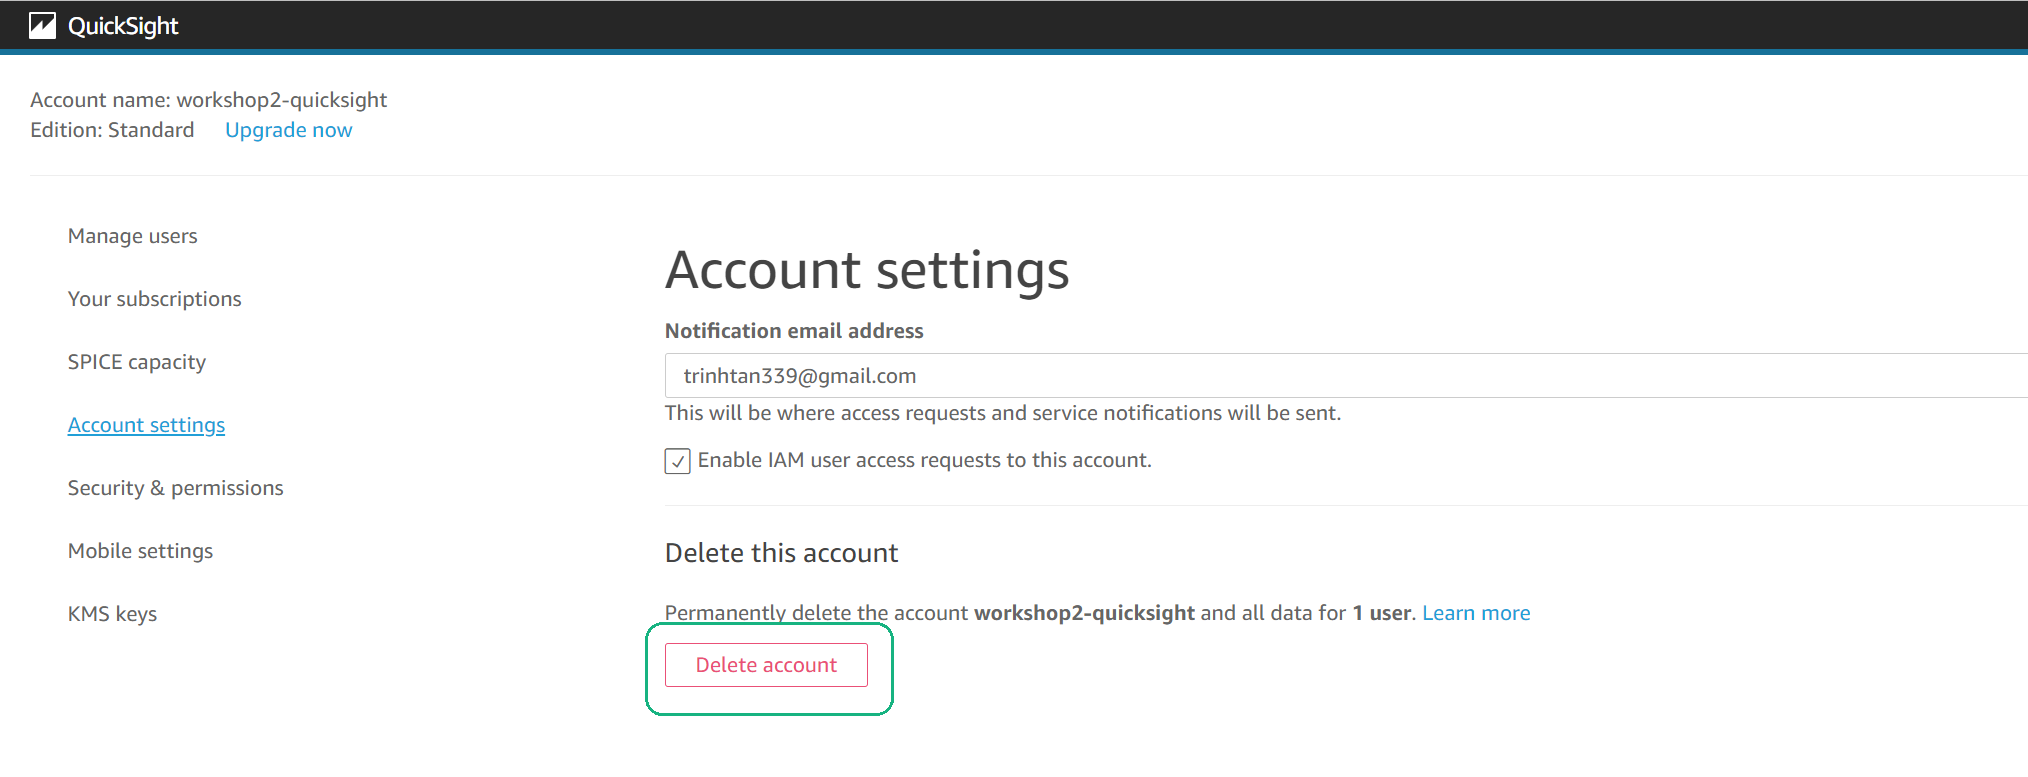 QuickSight
Account name: workshop2-quicksight
Edition: Standard Upgrade now
Manage users
Your subscriptions
SPICE capacity
Account settings
Security & permissions
Mobile settings
KMS keys
Account settings
Notification email address
trinhtan339@gmail.com
This will be where access requests and service notifications will be sent.
Enable IAM user access requests to this account.
Delete this account
Permanently delete the account workshop2-quicksight and all data for 1 user. Learn more
Delete account